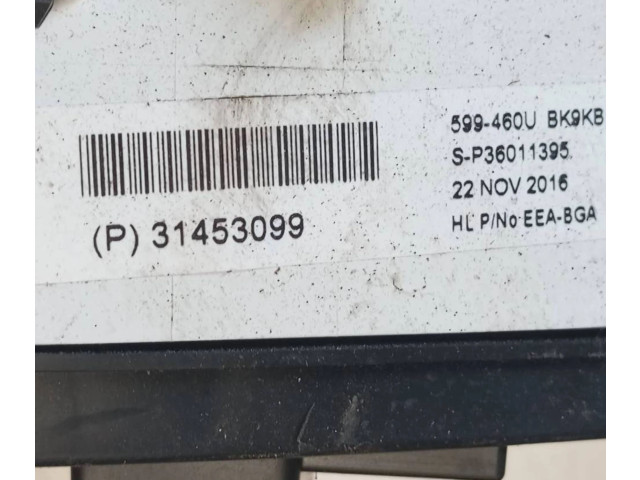 (P) 31453099
599-460U BK9KB
S-P36011395
22 NOV 2016
HL P/No EEA-BGA